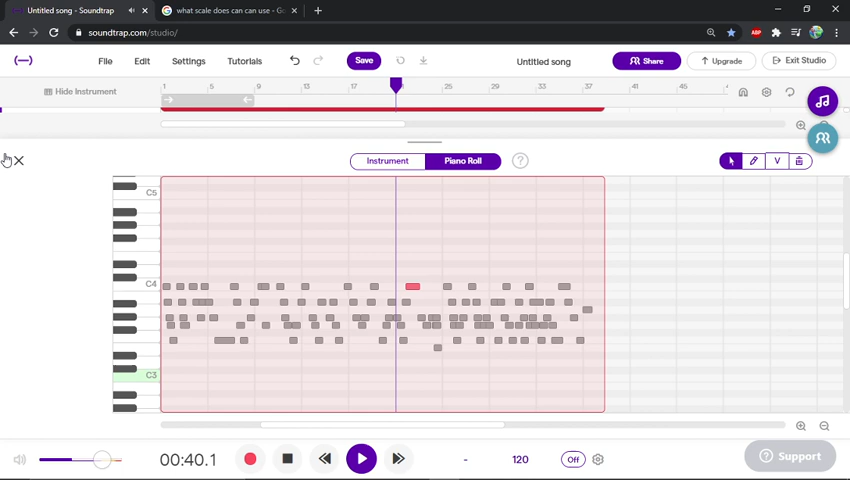 Untitled song - Soundtrap
what scale does can can use - Go
soundtrap.com/studio/
ABP
File Edit Settings Tutorials Save Untitled song Share Upgrade Exit Studio
Hide Instrument 1 5 9 13 17 25 29 33 37 41 45 49
Instrument Piano Roll ? V
C5
C4
C3
00:40.1 - 120 Off ? Support